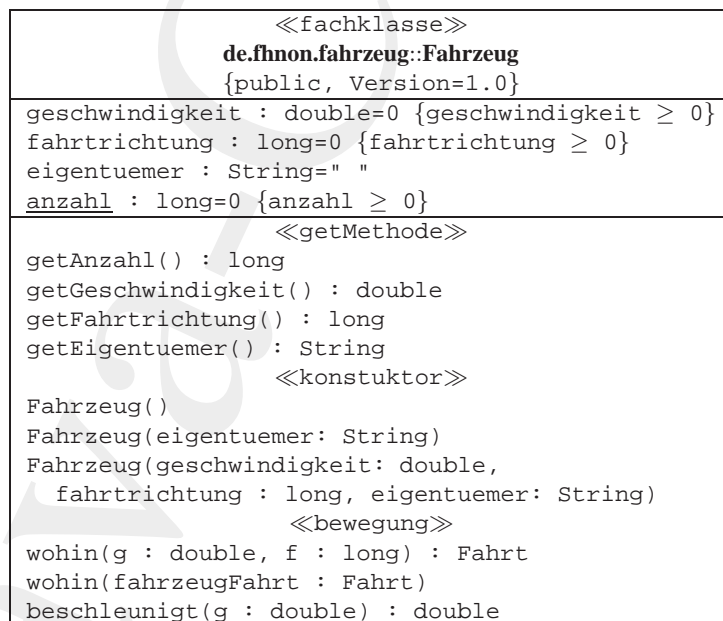 ≪fachklasse≫
de.fhnon.fahrzeug::Fahrzeug
{public, Version=1.0}
geschwindigkeit : double=0 {geschwindigkeit ≥ 0}
fahrtrichtung : long=0 {fahrtrichtung ≥ 0}
eigentuemer : String=" "
anzahl : long=0 {anzahl ≥ 0}
≪getMethode≫
getAnzahl() : long
getGeschwindigkeit() : double
getFahrtrichtung() : long
getEigentuemer() : String
≪konstuktor≫
Fahrzeug()
Fahrzeug(eigentuemer: String)
Fahrzeug(geschwindigkeit: double,
fahrtrichtung : long, eigentuemer: String)
≪bewegung≫
wohin(g : double, f : long) : Fahrt
wohin(fahrzeugFahrt : Fahrt)
beschleunigt(g : double) : double